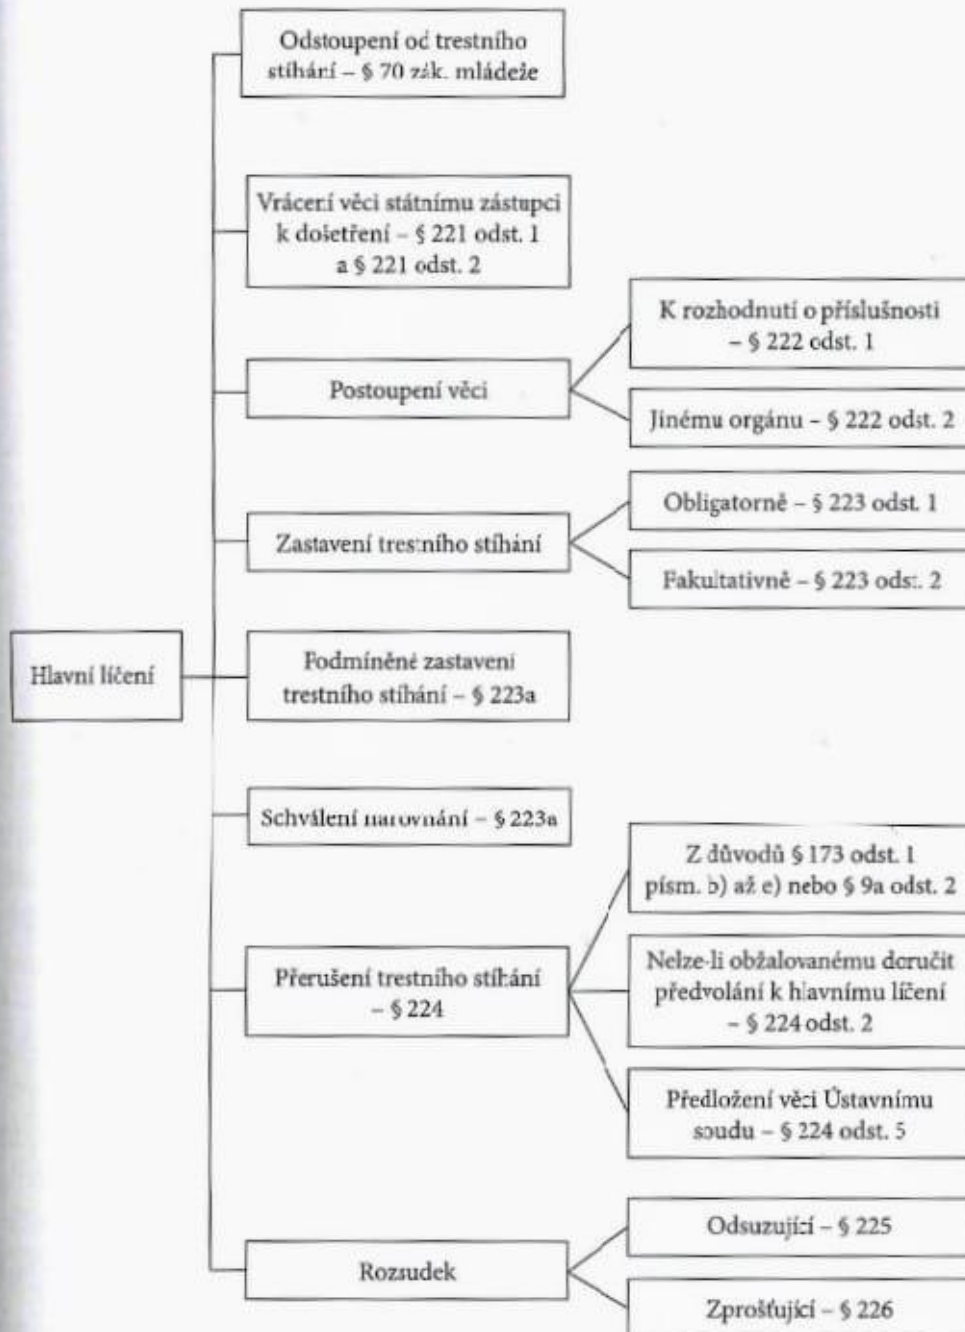 Odstoupení od trestního
stíhání – § 70 zák. mládeže
Vrácení věci státnímu zástupci
k došetření – § 221 odst. 1
a § 221 odst. 2
K rozhodnutí o příslušnosti
– § 222 odst. 1
Postoupení věci
Jinému orgánu – § 222 odst. 2
Obligatorně – § 223 odst. 1
Zastavení trestního stíhání
Fakultativně – § 223 odst. 2
Hlavní líčení
Podmíněné zastavení
trestního stíhání – § 223a
Schválení narovnání – § 223a
Z důvodů § 173 odst. 1
písm. b) až e) nebo § 9a odst. 2
Přerušení trestního stíhání
– § 224
Nelze-li obžalovanému doručit
předvolání k hlavnímu líčení
– § 224 odst. 2
Předložení věci Ústavnímu
soudu – § 224 odst. 5
Odsuzující – § 225
Rozsudek
Zprošťující – § 226